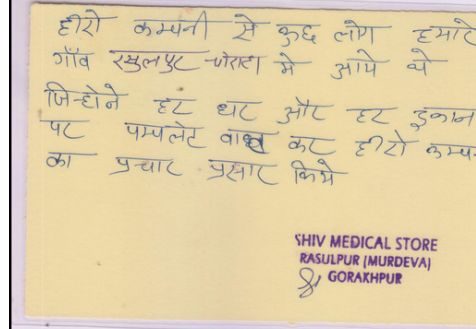 हीरो कम्पनी से कुछ लोग हमारे
गाँव रसुलपुर चौराहा मे आये थे
जिन्होने हर घर और हर दुकान
पर पम्पलेट कर हीरो कम्प
का प्रचार प्रसार किये
SHIV MEDICAL STORE
RASULPUR (MURDEVA)
GORAKHPUR